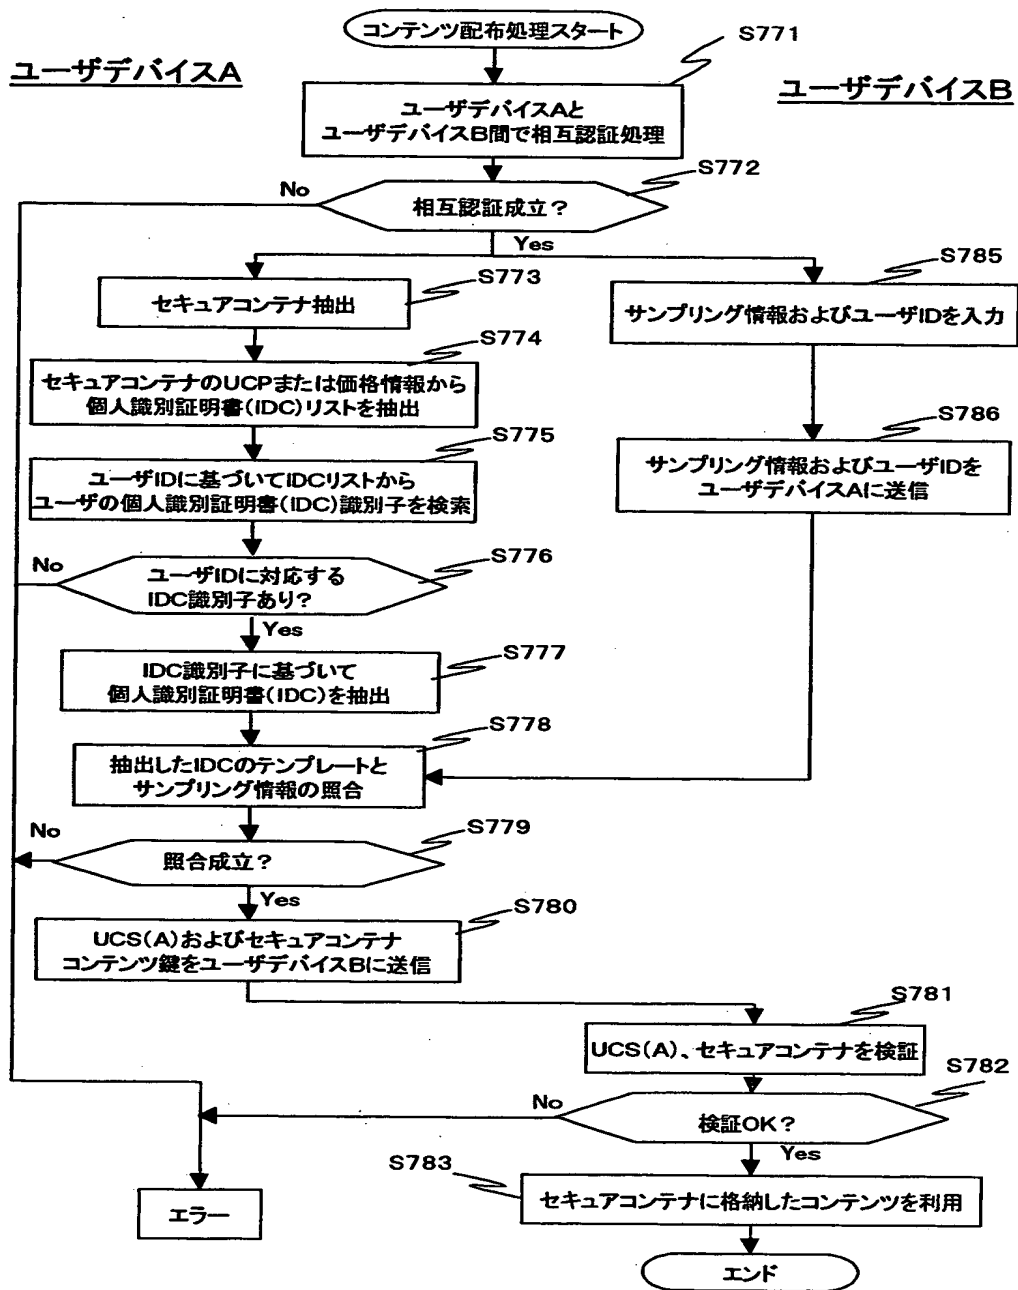 コンテンツ配布処理スタート
S771
ユーザデバイスA
ユーザデバイスB
ユーザデバイスAと
ユーザデバイスB間で相互認証処理
S772
No
相互認証成立？
Yes
S773
セキュアコンテナ抽出
S785
サンプリング情報およびユーザIDを入力
S774
セキュアコンテナのUCPまたは価格情報から
個人識別証明書(IDC)リストを抽出
S786
サンプリング情報およびユーザIDを
ユーザデバイスAに送信
S775
ユーザIDに基づいてIDCリストから
ユーザの個人識別証明書(IDC)識別子を検索
S776
No
ユーザIDに対応する
IDC識別子あり？
Yes
S777
IDC識別子に基づいて
個人識別証明書(IDC)を抽出
S778
抽出したIDCのテンプレートと
サンプリング情報の照合
S779
No
照合成立？
Yes
S780
UCS(A)およびセキュアコンテナ
コンテンツ鍵をユーザデバイスBに送信
S781
UCS(A)、セキュアコンテナを検証
S782
No
検証OK？
Yes
S783
セキュアコンテナに格納したコンテンツを利用
エラー
エンド